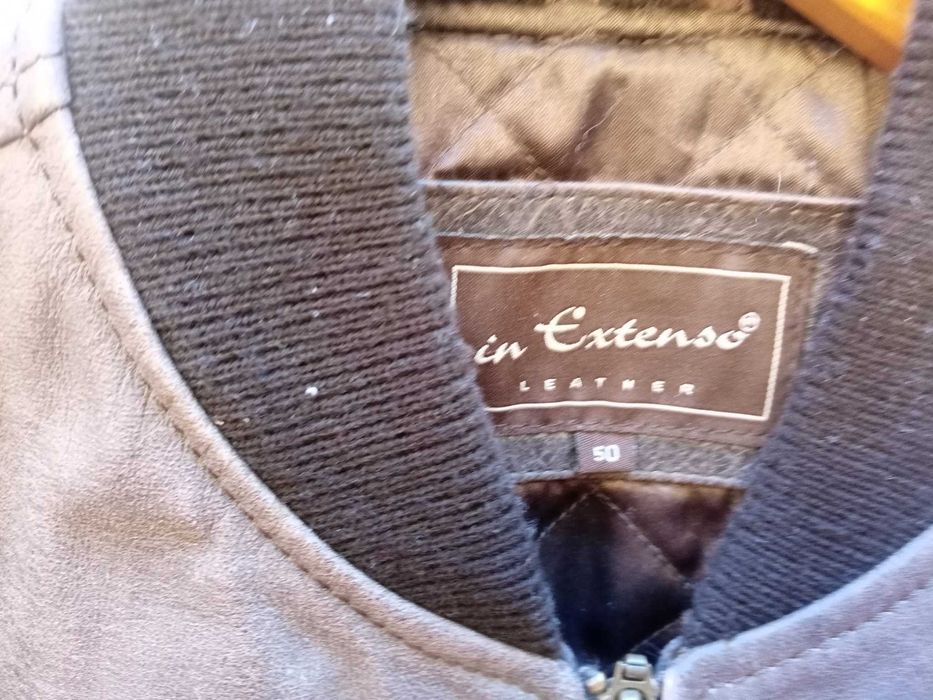 in Extenso
LEATHER
50